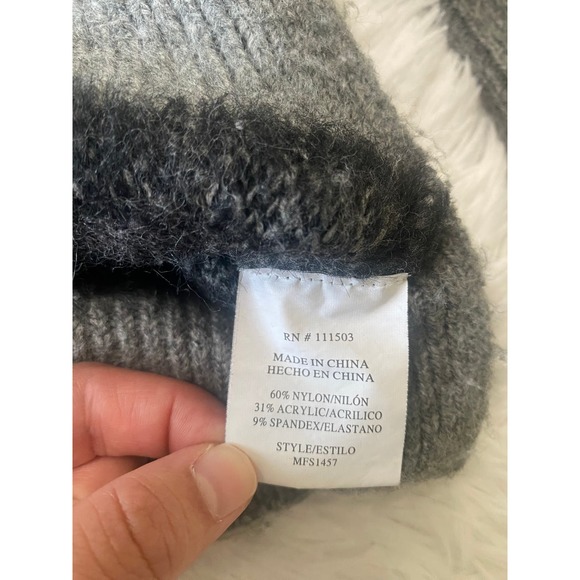 RN # 111503
MADE IN CHINA
HECHO EN CHINA
60% NYLON/NILÓN
31% ACRYLIC/ACRILICO
9% SPANDEX/ELASTANO
STYLE/ESTILO
MFS1457